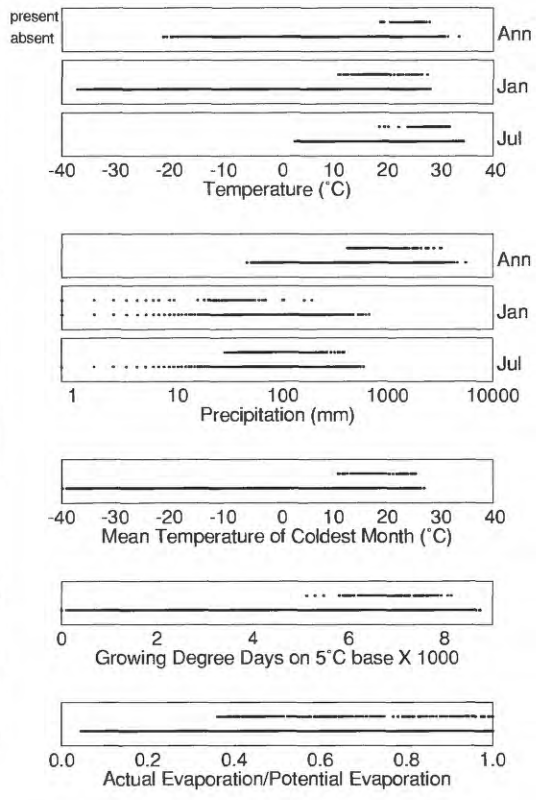 present
absent
Ann
Jan
Jul
-40 -30 -20 -10 0 10 20 30 40
Temperature (˚C)
Ann
Jan
Jul
1 10 100 1000 10000
Precipitation (mm)
-40 -30 -20 -10 0 10 20 30 40
Mean Temperature of Coldest Month (˚C)
0 2 4 6 8
Growing Degree Days on 5˚C base X 1000
0.0 0.2 0.4 0.6 0.8 1.0
Actual Evaporation/Potential Evaporation